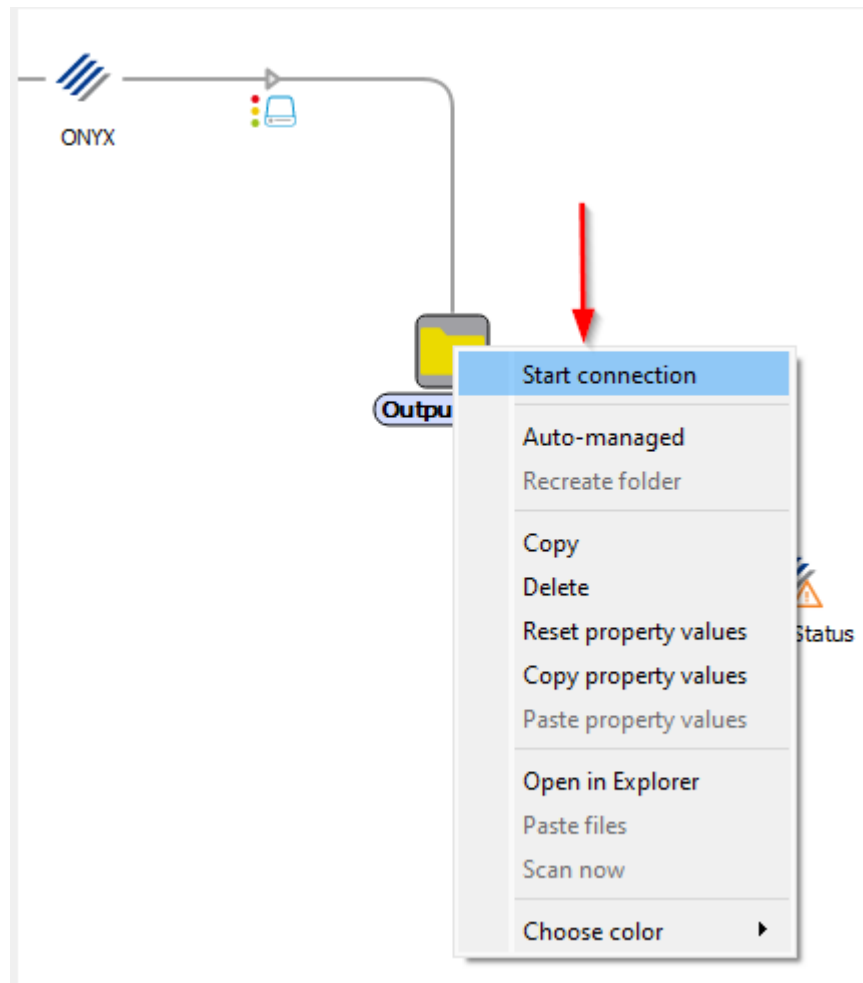 ONYX
Start connection
Outpu
Auto-managed
Recreate folder
Copy
Delete
Reset property values
Status
Copy property values
Paste property values
Open in Explorer
Paste files
Scan now
Choose color